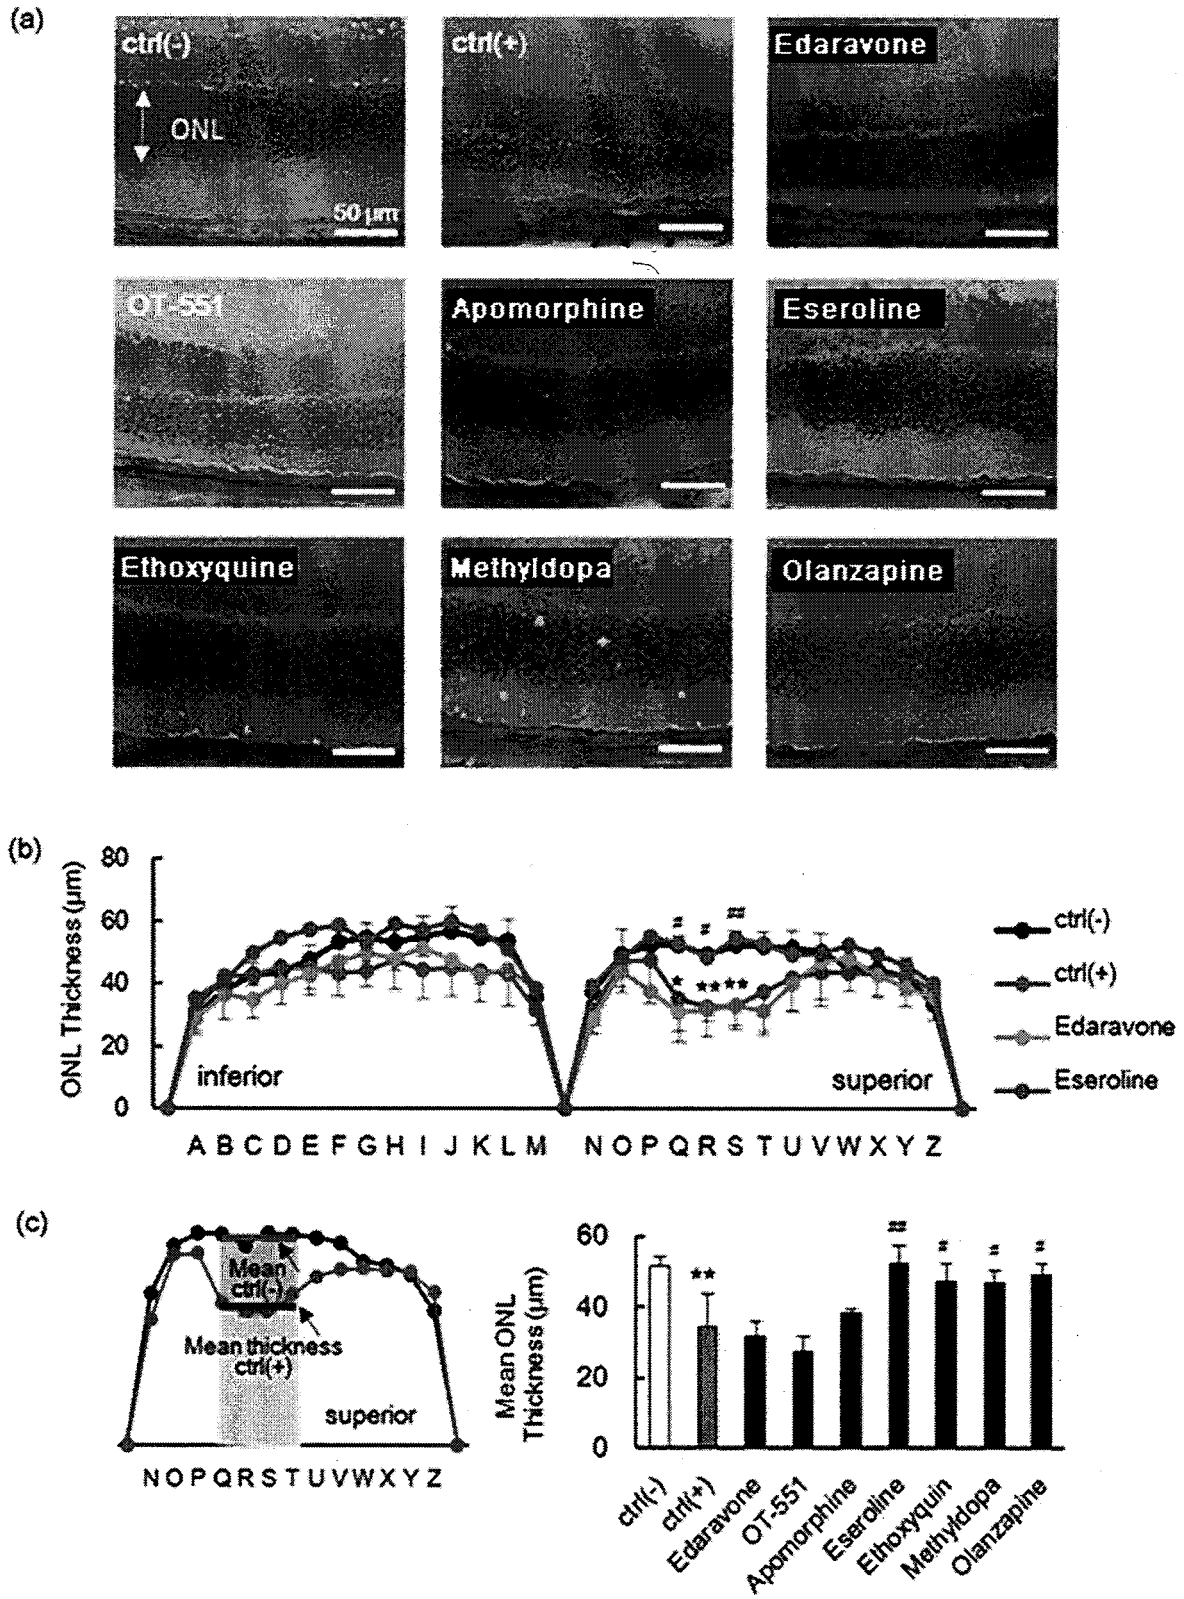 (a)
ctrl(-)
ctrl(+)
Edaravone
ONL
50 µm
OT-551
Apomorphine
Eseroline
Ethoxyquine
Methyldopa
Olanzapine
(b)
ONL Thickness (µm)
80
60
40
20
0
# # ##
* ** **
inferior
superior
A B C D E F G H I J K L M N O P Q R S T U V W X Y Z
ctrl(-)
ctrl(+)
Edaravone
Eseroline
(c)
Mean
ctrl(-)
Mean thickness
ctrl(+)
superior
N O P Q R S T U V W X Y Z
Mean ONL
Thickness (µm)
60
40
20
0
**
## # # #
ctrl(-)
ctrl(+)
Edaravone
OT-551
Apomorphine
Eseroline
Ethoxyquin
Methyldopa
Olanzapine